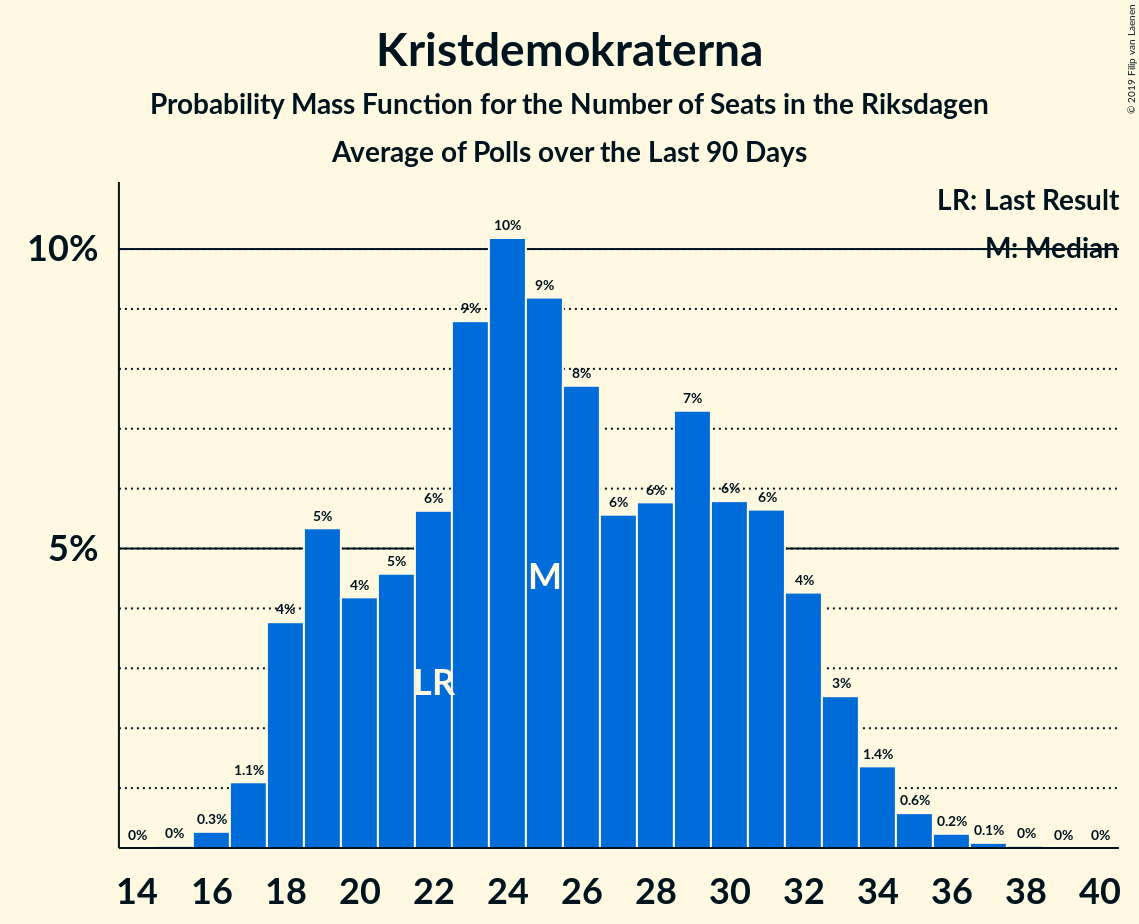 Kristdemokraterna
Probability Mass Function for the Number of Seats in the Riksdagen
Average of Polls over the Last 90 Days
© 2019 Filip van Laenen
LR: Last Result
M: Median
10%
5%
0% 0% 0.3% 1.1% 4% 5% 4% 5% 6% 9% 10% 9% 8% 6% 6% 7% 6% 6% 4% 3% 1.4% 0.6% 0.2% 0.1% 0% 0% 0%
M
LR
14 16 18 20 22 24 26 28 30 32 34 36 38 40